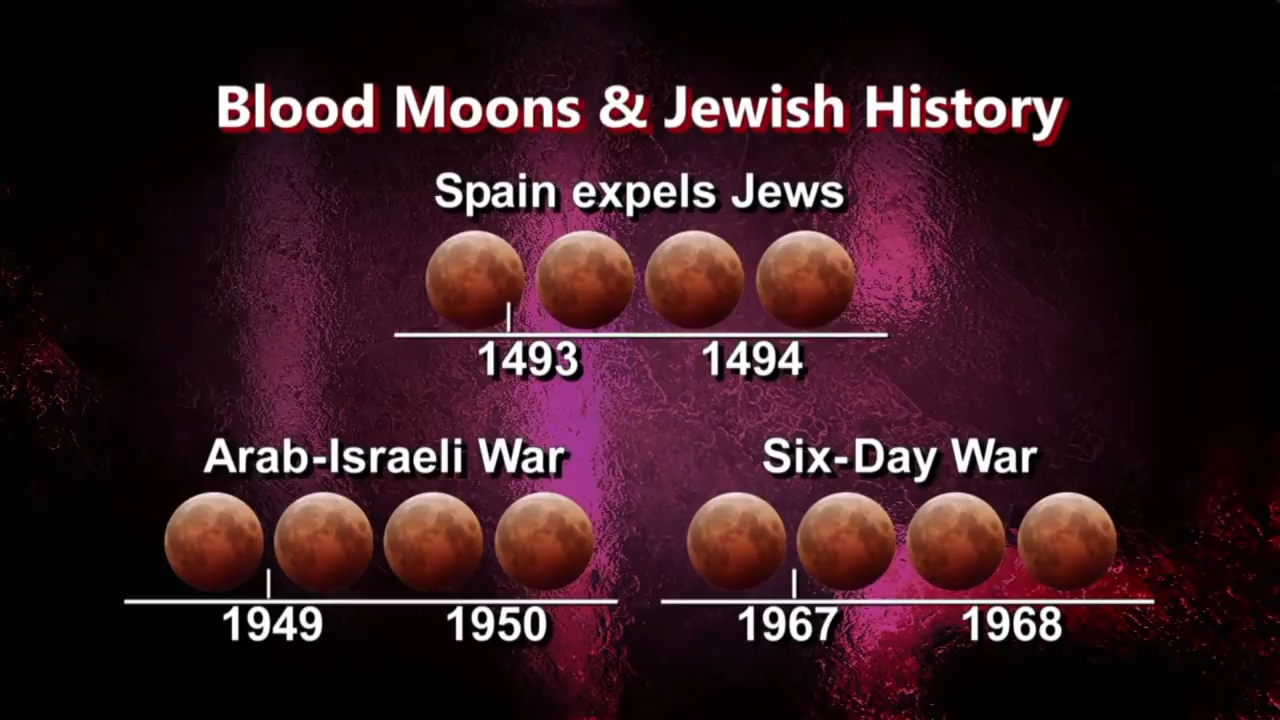 Blood Moons & Jewish History
Spain expels Jews
1493 1494
Arab-Israeli War
1949 1950
Six-Day War
1967 1968